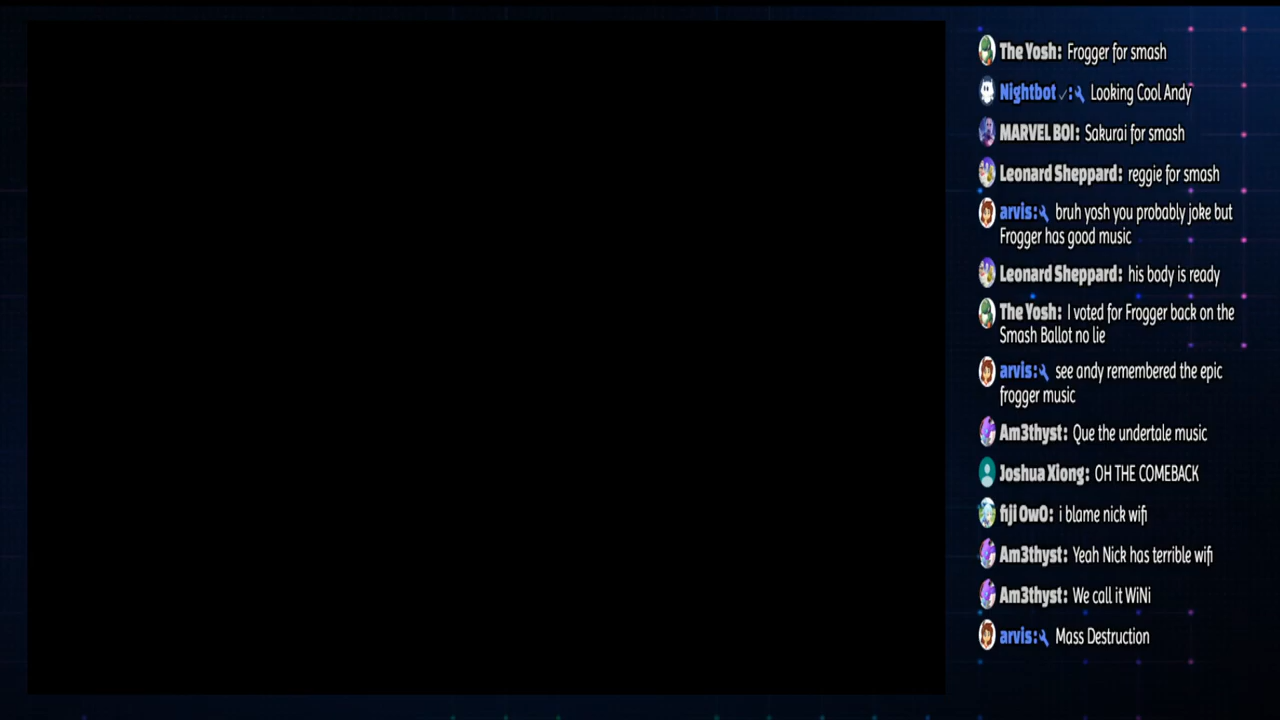 The Yosh: Frogger for smash
Nightbot ✓: Looking Cool Andy
MARVEL BOI: Sakurai for smash
Leonard Sheppard: reggie for smash
arvis: bruh yosh you probably joke but
Frogger has good music
Leonard Sheppard: his body is ready
The Yosh: I voted for Frogger back on the
Smash Ballot no lie
arvis: see andy remembered the epic
frogger music
Am3thyst: Que the undertale music
Joshua Xiong: OH THE COMEBACK
fiji OwO: i blame nick wifi
Am3thyst: Yeah Nick has terrible wifi
Am3thyst: We call it WiNi
arvis: Mass Destruction